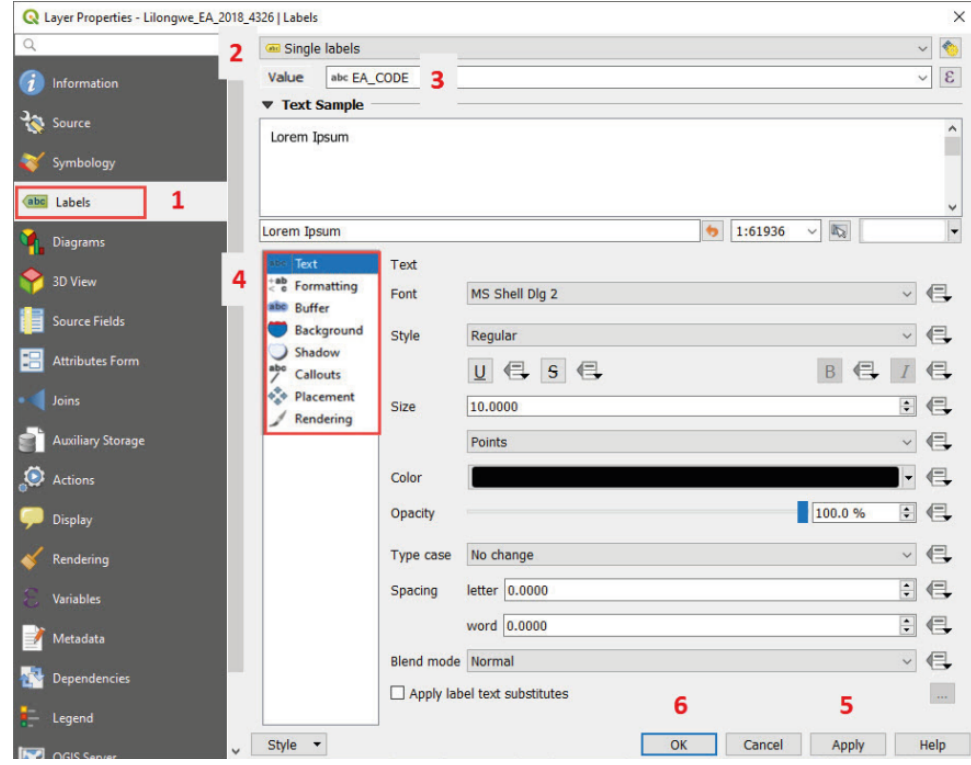 Layer Properties - Lilongwe_EA_2018_4326 | Labels
2
Single labels
Value abc EA_CODE 3
Text Sample
Lorem Ipsum
Lorem Ipsum
1:61936
Information
Source
Symbology
abc Labels 1
Diagrams
3D View
Source Fields
Attributes Form
Joins
Auxiliary Storage
Actions
Display
Rendering
Variables
Metadata
Dependencies
Legend
QGIS Server
4
Text
Formatting
Buffer
Background
Shadow
Callouts
Placement
Rendering
Text
Font MS Shell Dlg 2
Style Regular
U S B I
Size 10.0000
Points
Color
Opacity 100.0 %
Type case No change
Spacing letter 0.0000
word 0.0000
Blend mode Normal
Apply label text substitutes ...
6 5
Style OK Cancel Apply Help